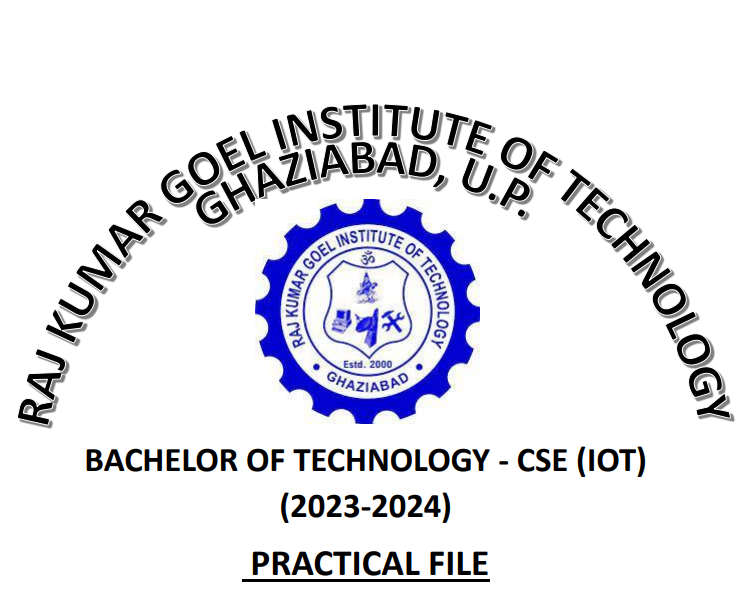 RAJ KUMAR GOEL INSTITUTE OF TECHNOLOGY
GHAZIABAD, U.P.
RAJ KUMAR GOEL INSTITUTE OF TECHNOLOGY
ॐ
Estd. 2000
• GHAZIABAD •
BACHELOR OF TECHNOLOGY - CSE (IOT)
(2023-2024)
PRACTICAL FILE